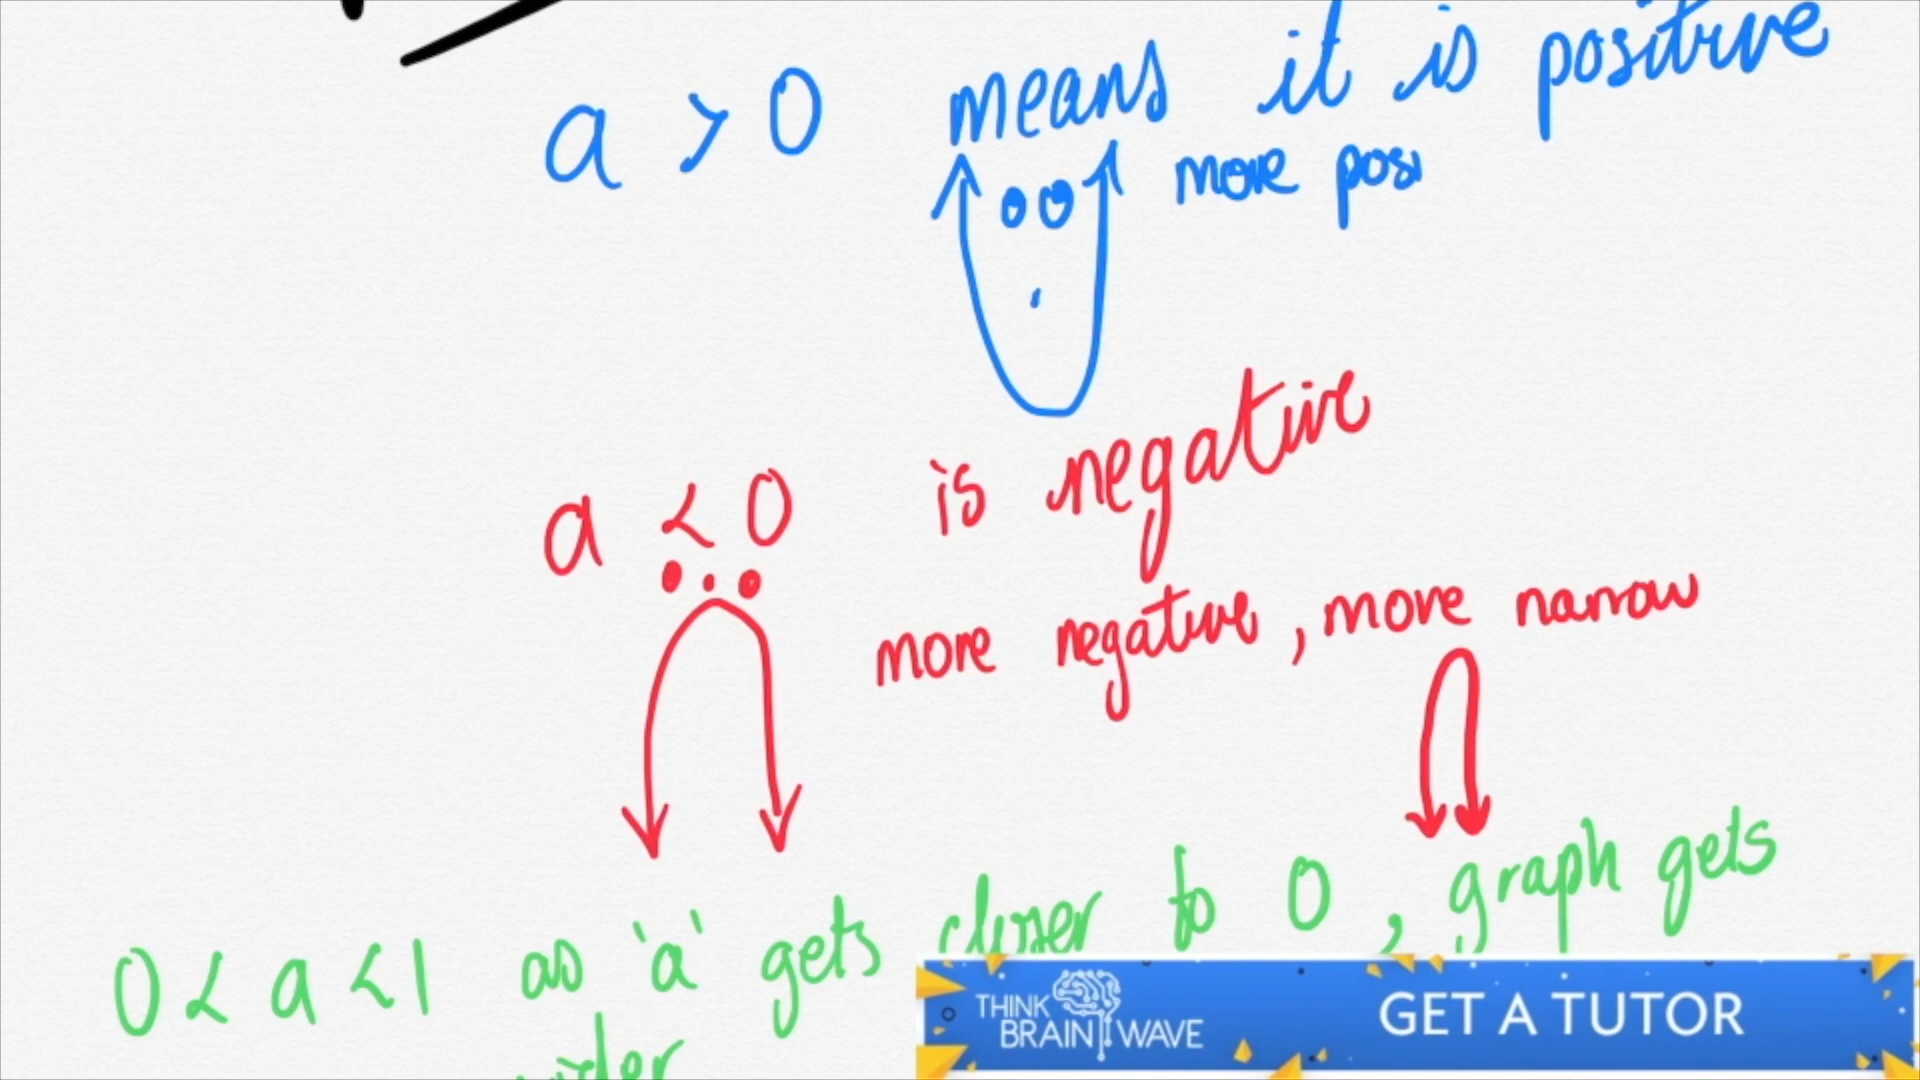 a > 0 means it is positive
more posi
a < 0 is negative
more negative, more narrow
0 < a < 1 as 'a' gets closer to 0, graph gets
wider
THINK BRAIN WAVE
GET A TUTOR